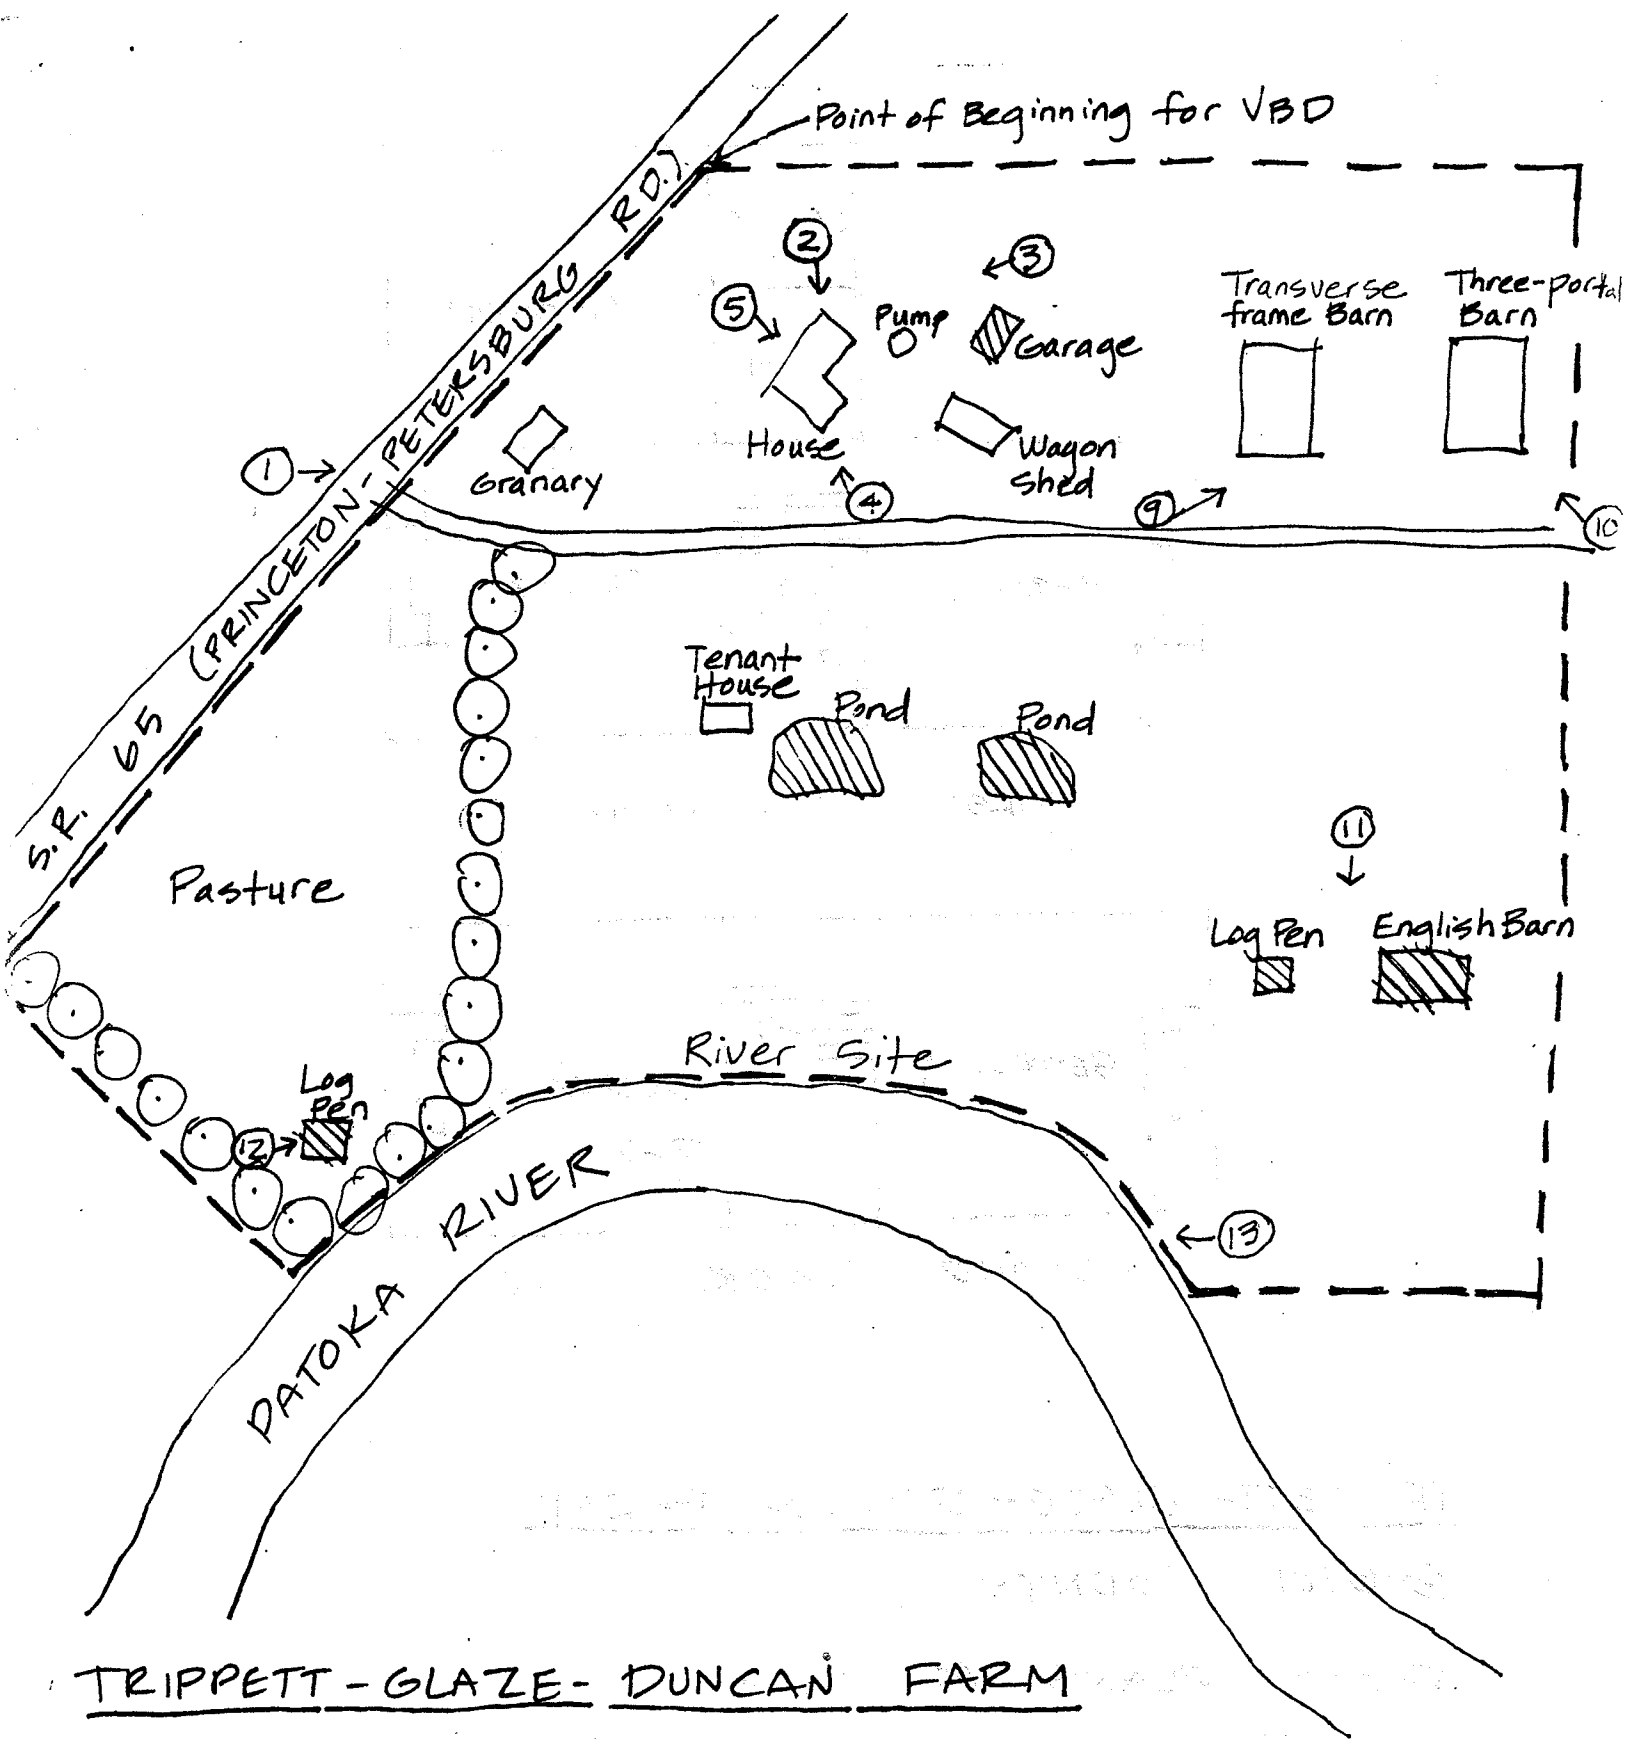 Point of Beginning for VBD
S.R. 65 (PRINCETON-PETERSBURG RD.)
2
3
5
Pump
Garage
Transverse
frame Barn
Three-portal
Barn
1
Granary
House
Wagon
Shed
4
9
10
Tenant
House
Pond
Pond
11
Pasture
Log Pen
English Barn
River Site
Log
Pen
12
13
PATOKA RIVER
TRIPPETT-GLAZE-DUNCAN FARM